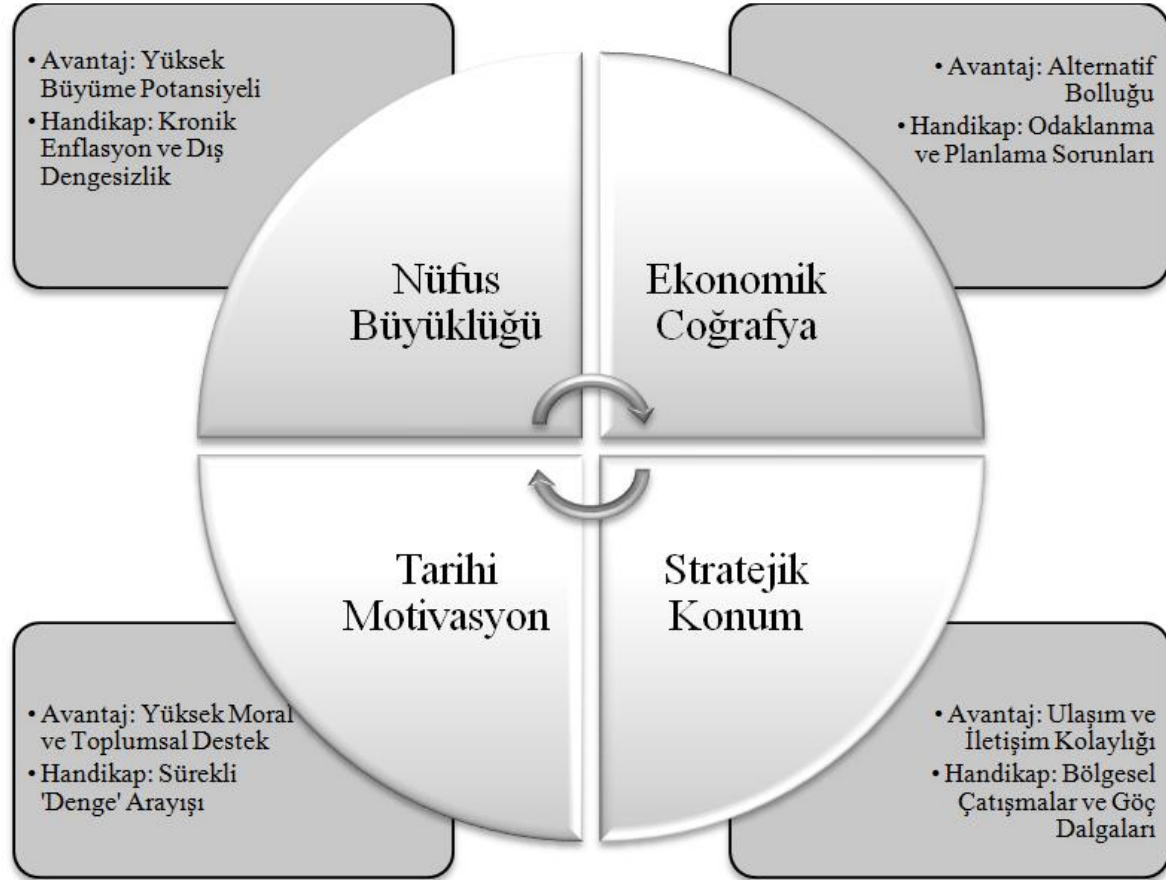 • Avantaj: Yüksek
Büyüme Potansiyeli
• Handikap: Kronik
Enflasyon ve Dış
Dengesizlik
• Avantaj: Alternatif
Bolluğu
• Handikap: Odaklanma
ve Planlama Sorunları
Nüfus
Büyüklüğü
Ekonomik
Coğrafya
Tarihi
Motivasyon
Stratejik
Konum
• Avantaj: Yüksek Moral
ve Toplumsal Destek
• Handikap: Sürekli
'Denge' Arayışı
• Avantaj: Ulaşım ve
İletişim Kolaylığı
• Handikap: Bölgesel
Çatışmalar ve Göç
Dalgaları